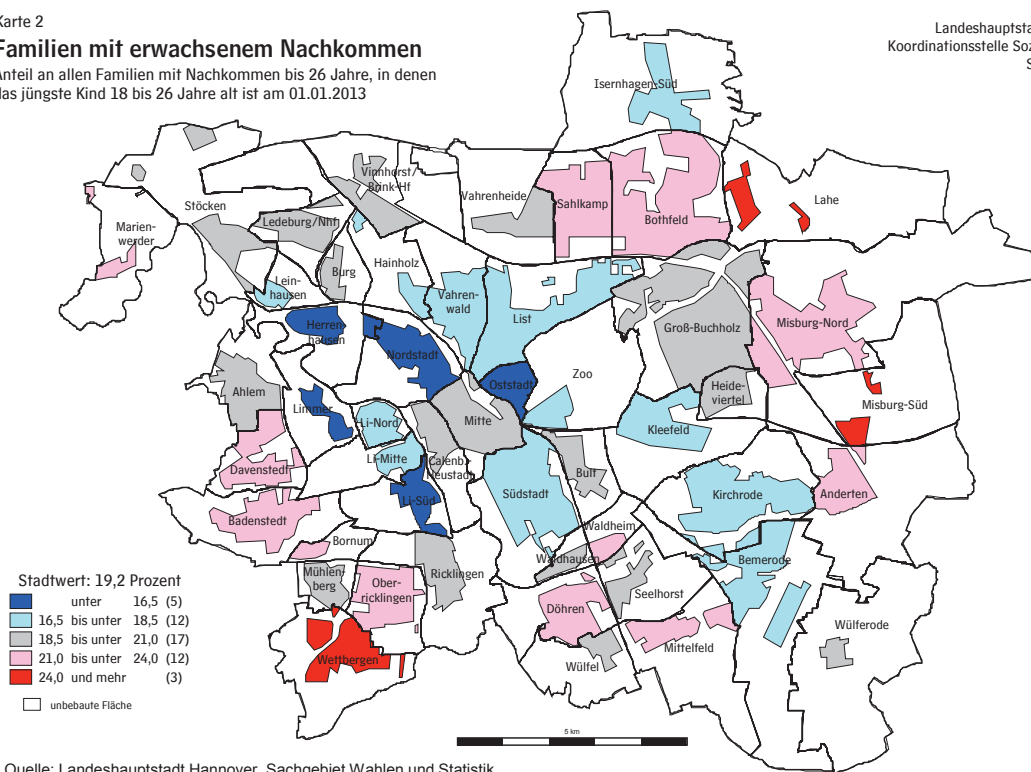 Karte 2
Familien mit erwachsenem Nachkommen
Anteil an allen Familien mit Nachkommen bis 26 Jahre, in denen
das jüngste Kind 18 bis 26 Jahre alt ist am 01.01.2013
Landeshauptsta
Koordinationsstelle Soz
S
Isernhagen-Süd
Vinnhorst/
Brink-Hf
Vahrenheide
Sahlkamp
Bothfeld
Lahe
Stöcken
Marien-
werder
Ledeburg/Nhf
Burg
Hainholz
Lein-
hausen
Vahren-
wald
List
Groß-Buchholz
Misburg-Nord
Herren-
hausen
Nordstadt
Oststadt
Zoo
Heide-
viertel
Misburg-Süd
Ahlem
Limmer
Li-Nord
Mitte
Kleefeld
Li-Mitte
Calenb.
Neustadt
Davenstedt
Bult
Li-Süd
Südstadt
Kirchrode
Anderten
Badenstedt
Bornum
Waldheim
Waldhausen
Bemerode
Mühlen-
berg
Ober-
ricklingen
Ricklingen
Seelhorst
Döhren
Mittelfeld
Wülferode
Wettbergen
Wülfel
Stadtwert: 19,2 Prozent
unter 16,5 (5)
16,5 bis unter 18,5 (12)
18,5 bis unter 21,0 (17)
21,0 bis unter 24,0 (12)
24,0 und mehr (3)
unbebaute Fläche
5 km
Quelle: Landeshauptstadt Hannover, Sachgebiet Wahlen und Statistik